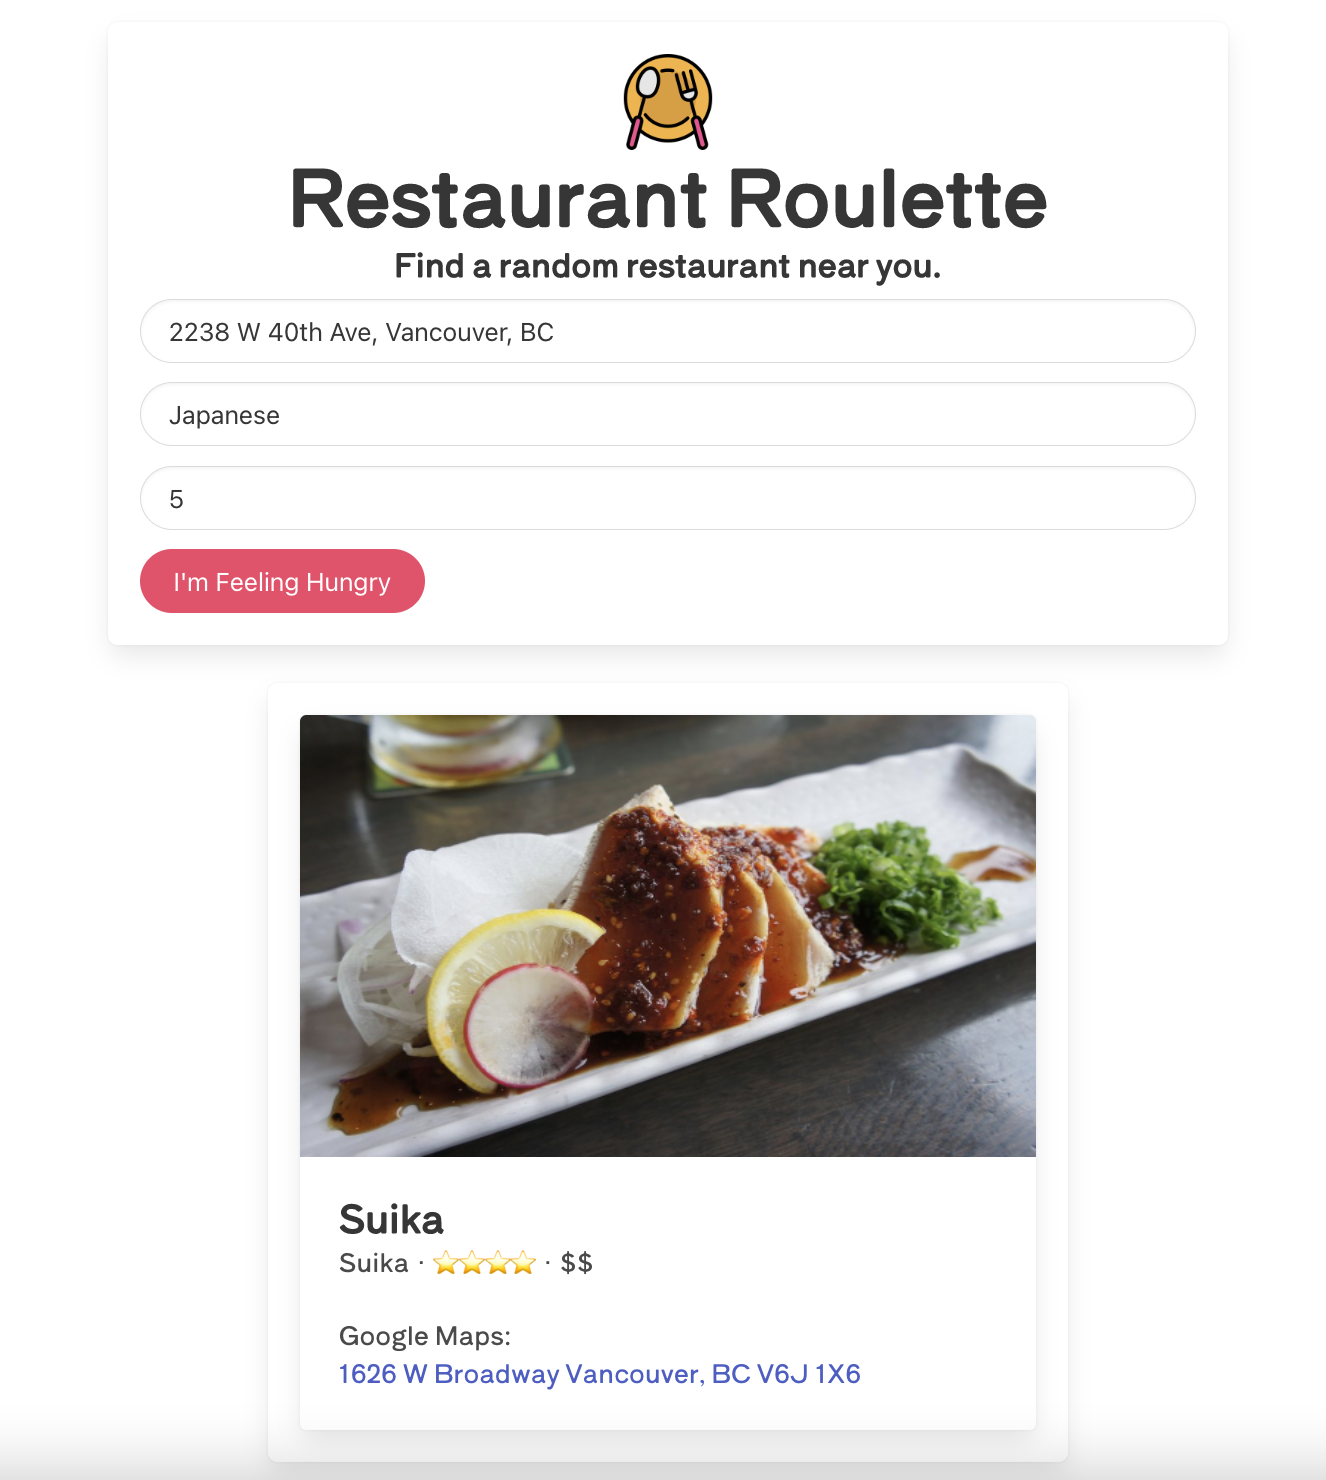 Restaurant Roulette
Find a random restaurant near you.
2238 W 40th Ave, Vancouver, BC
Japanese
5
I'm Feeling Hungry
Suika
Suika · ⭐⭐⭐⭐ · $$
Google Maps:
1626 W Broadway Vancouver, BC V6J 1X6